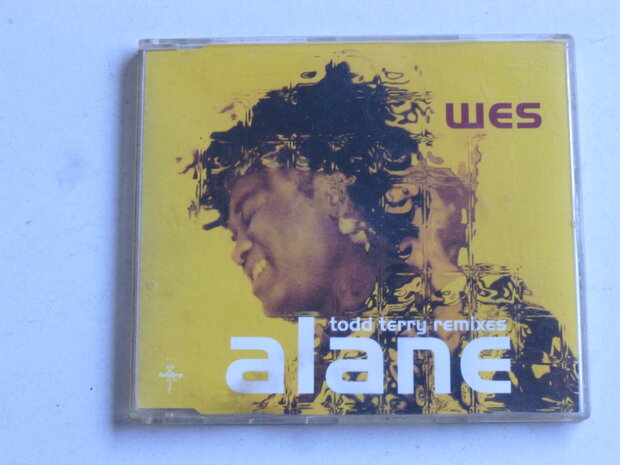 wes
todd terry remixes
alane